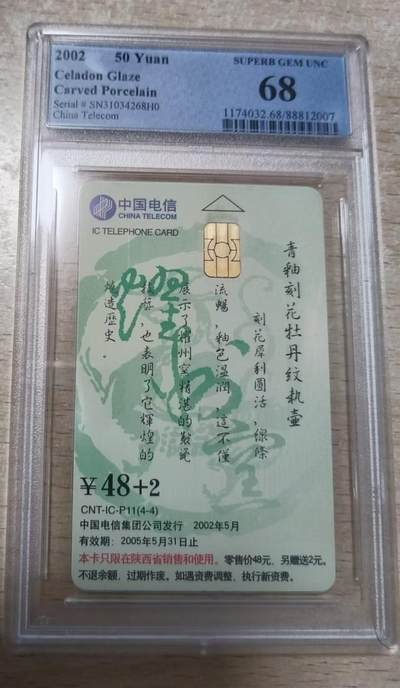 2002 50 Yuan
Celadon Glaze
Carved Porcelain
Serial # SN31034268H0
China Telecom
SUPERB GEM UNC
68
1174032.68/88812007
中国电信
CHINA TELECOM
IC TELEPHONE CARD
青釉刻花牡丹纹执壶
刻花犀利圆活，線條
流暢，釉色温潤，這不僅
展示了耀州窑精湛的
技藝，也表明了它輝煌的
燒造歷史．
耀州窑
¥48+2
CNT-IC-P11(4-4)
中国电信集团公司发行 2002年5月
有效期：2005年5月31日止
本卡只限在陕西省销售和使用。零售价48元，另赠送2元。
不退余额，过期作废。如遇资费调整，执行新资费。